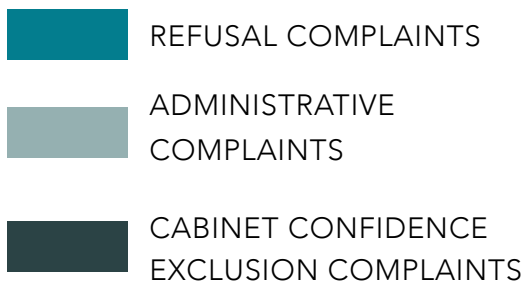 REFUSAL COMPLAINTS
ADMINISTRATIVE
COMPLAINTS
CABINET CONFIDENCE
EXCLUSION COMPLAINTS